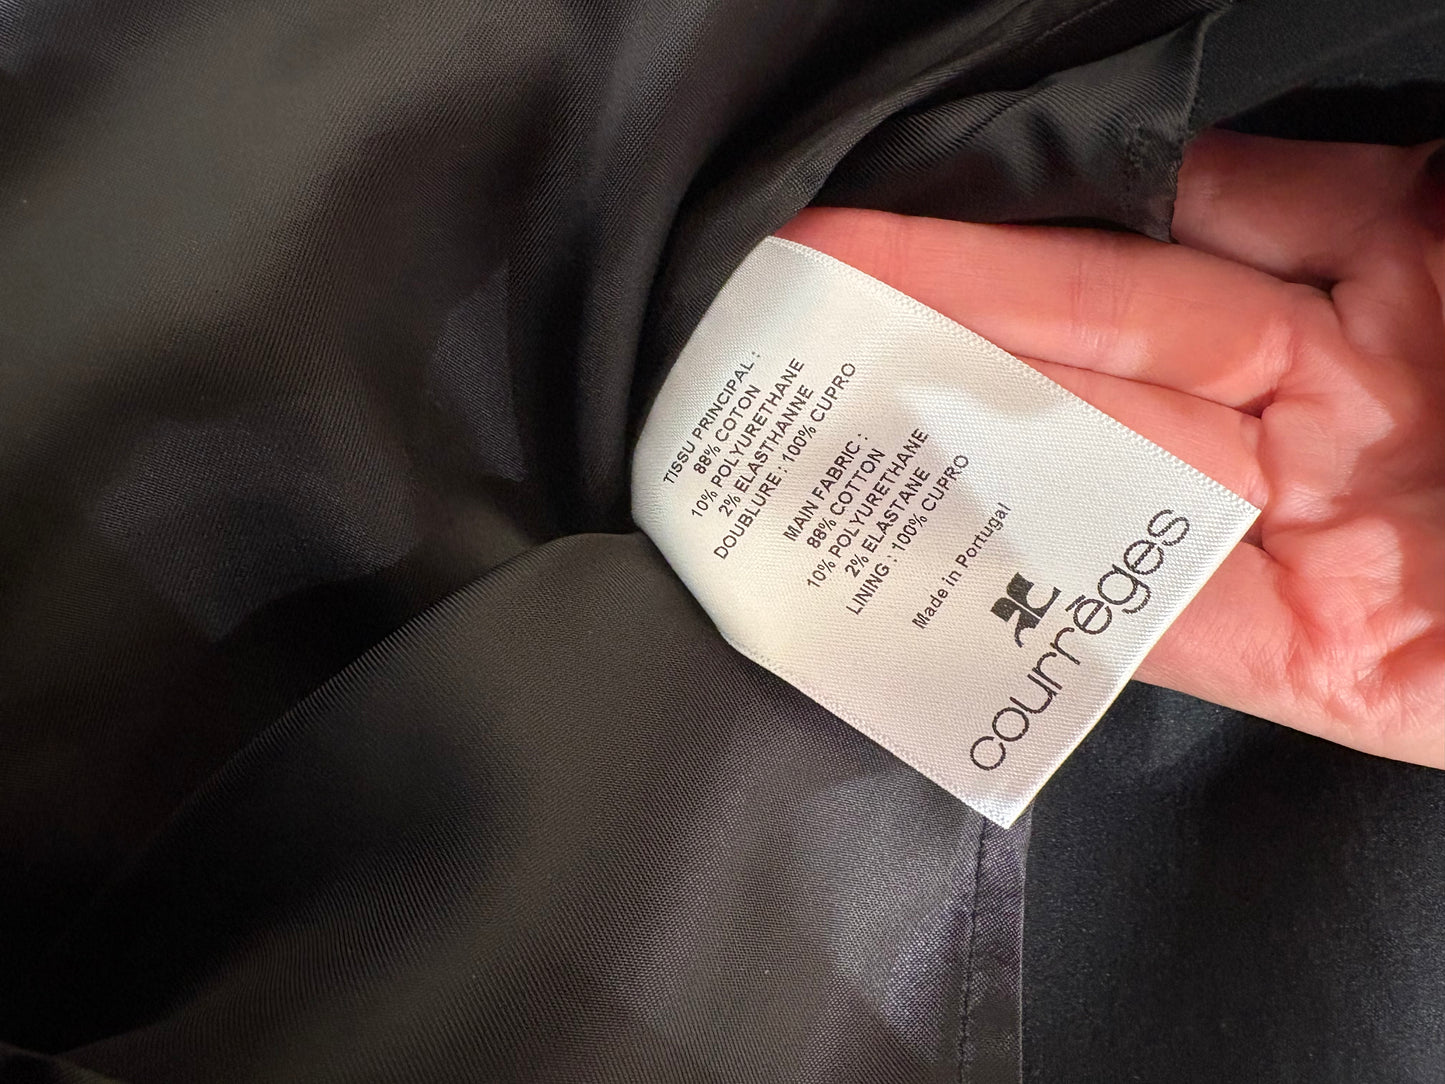 TISSU PRINCIPAL :
88% COTON
10% POLYURETHANE
2% ELASTHANNE
DOUBLURE : 100% CUPRO
MAIN FABRIC :
88% COTTON
10% POLYURETHANE
2% ELASTANE
LINING : 100% CUPRO
Made in Portugal
courrèges